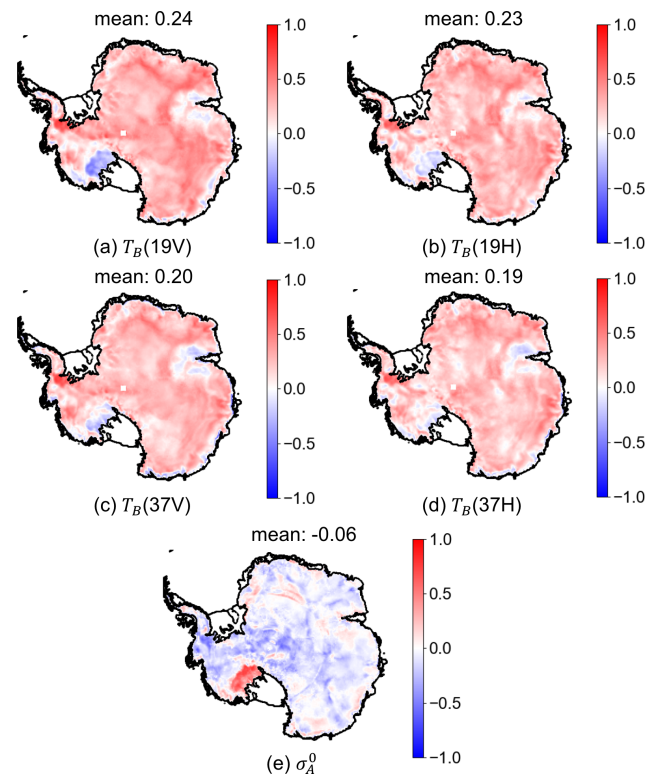 mean: 0.24
1.0
0.5
0.0
−0.5
−1.0
(a) T_B(19V)
mean: 0.23
1.0
0.5
0.0
−0.5
−1.0
(b) T_B(19H)
mean: 0.20
1.0
0.5
0.0
−0.5
−1.0
(c) T_B(37V)
mean: 0.19
1.0
0.5
0.0
−0.5
−1.0
(d) T_B(37H)
mean: -0.06
1.0
0.5
0.0
−0.5
−1.0
(e) σ_A^0